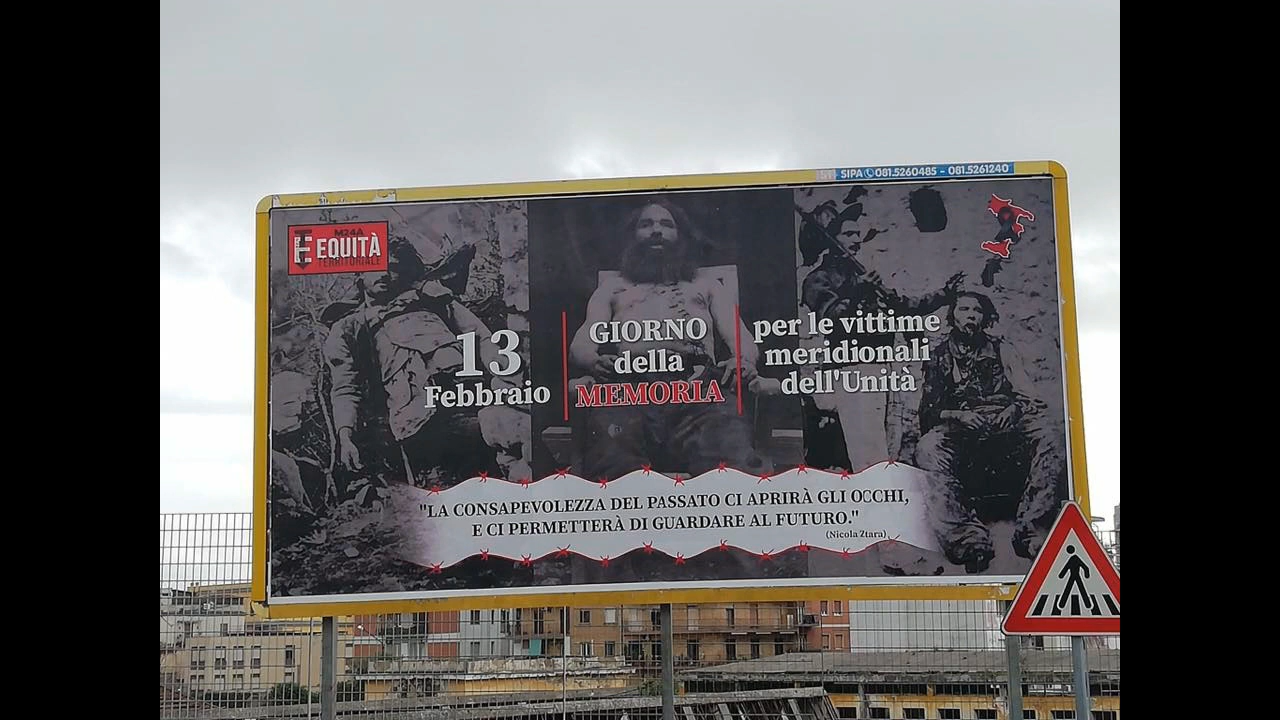 SIPA 081.5260485 - 081.5261240
M24A
EQUITÀ
TERRITORIALE
13
Febbraio
GIORNO
della
MEMORIA
per le vittime
meridionali
dell'Unità
"LA CONSAPEVOLEZZA DEL PASSATO CI APRIRÀ GLI OCCHI,
E CI PERMETTERÀ DI GUARDARE AL FUTURO."
(Nicola Ztara)